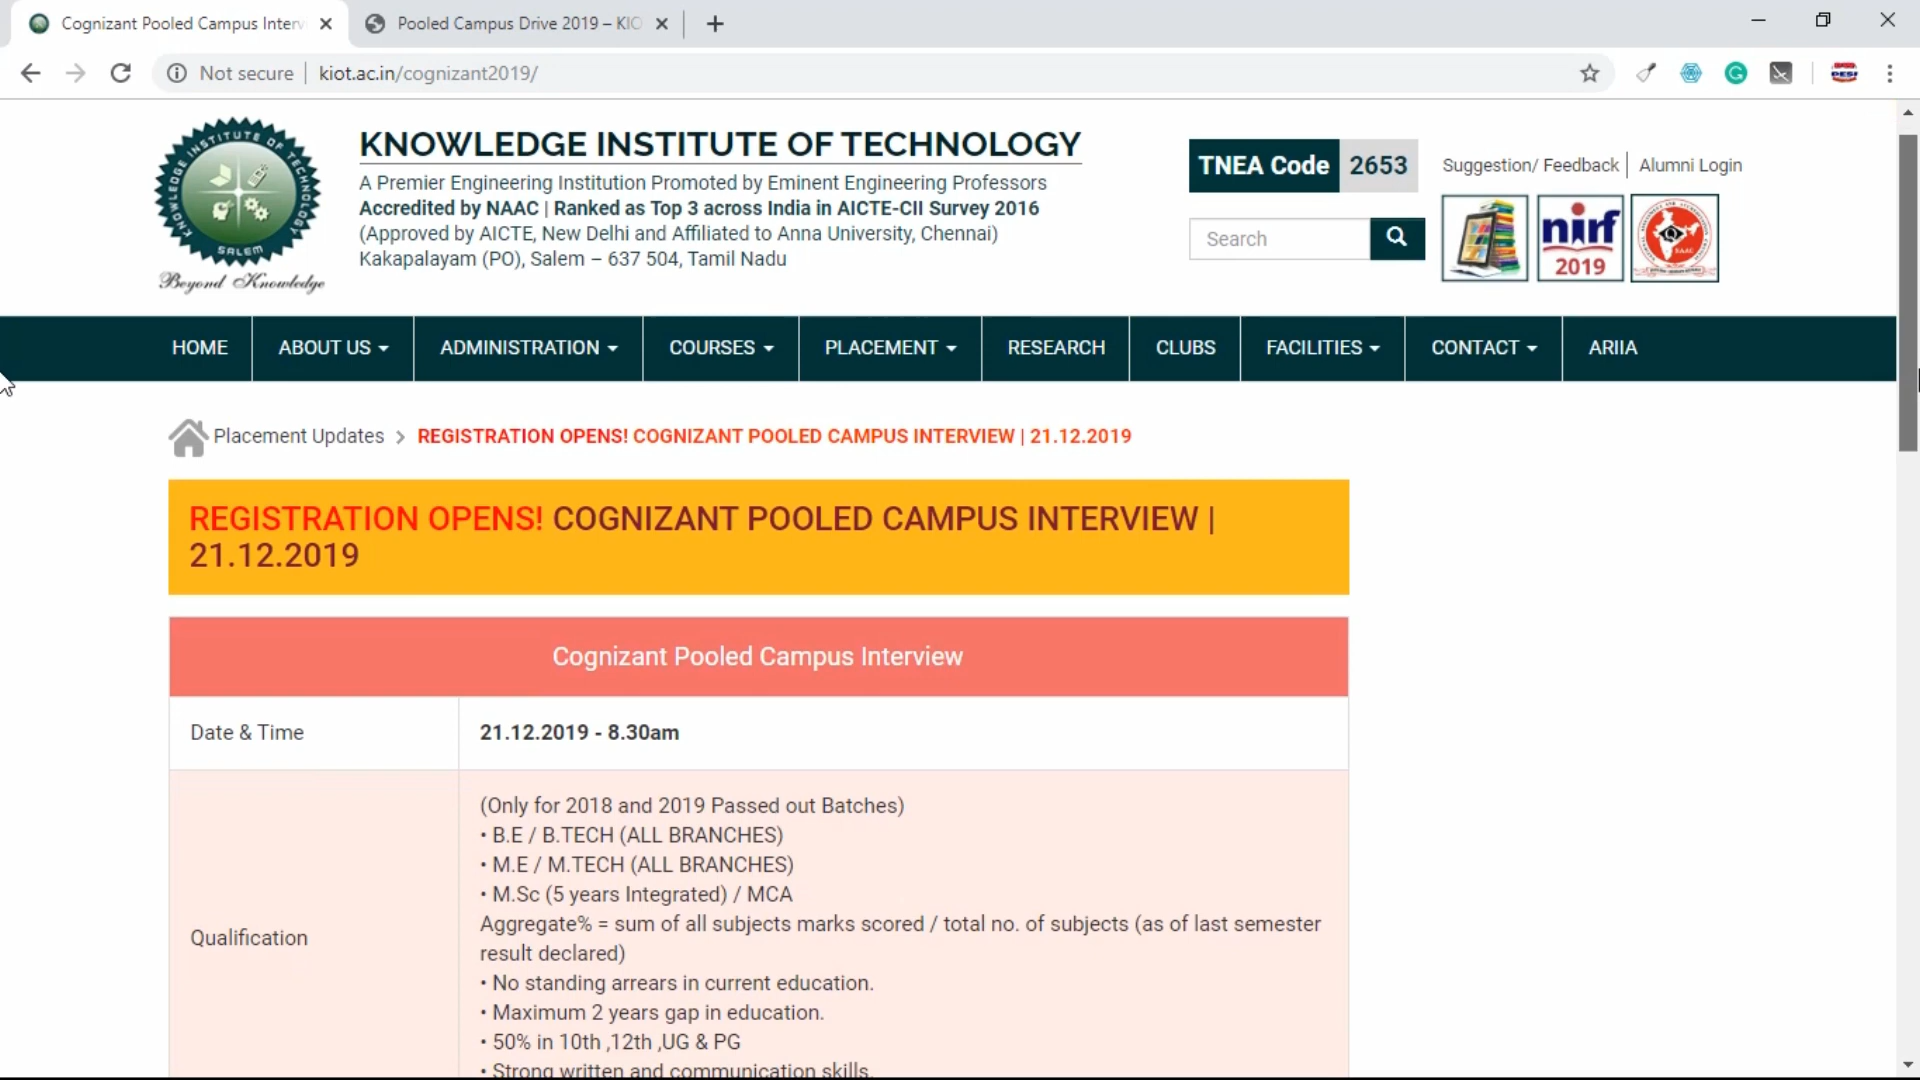 Cognizant Pooled Campus Interv
Pooled Campus Drive 2019 – KIO
Not secure
kiot.ac.in/cognizant2019/
KNOWLEDGE INSTITUTE OF TECHNOLOGY
SALEM
Beyond Knowledge
KNOWLEDGE INSTITUTE OF TECHNOLOGY
A Premier Engineering Institution Promoted by Eminent Engineering Professors
Accredited by NAAC | Ranked as Top 3 across India in AICTE-CII Survey 2016
(Approved by AICTE, New Delhi and Affiliated to Anna University, Chennai)
Kakapalayam (PO), Salem – 637 504, Tamil Nadu
TNEA Code 2653
Suggestion/ Feedback
Alumni Login
Search
nirf
2019
HOME
ABOUT US
ADMINISTRATION
COURSES
PLACEMENT
RESEARCH
CLUBS
FACILITIES
CONTACT
ARIIA
Placement Updates > REGISTRATION OPENS! COGNIZANT POOLED CAMPUS INTERVIEW | 21.12.2019
REGISTRATION OPENS! COGNIZANT POOLED CAMPUS INTERVIEW |
21.12.2019
Cognizant Pooled Campus Interview
Date & Time
21.12.2019 - 8.30am
Qualification
(Only for 2018 and 2019 Passed out Batches)
• B.E / B.TECH (ALL BRANCHES)
• M.E / M.TECH (ALL BRANCHES)
• M.Sc (5 years Integrated) / MCA
Aggregate% = sum of all subjects marks scored / total no. of subjects (as of last semester
result declared)
• No standing arrears in current education.
• Maximum 2 years gap in education.
• 50% in 10th ,12th ,UG & PG
• Strong written and communication skills.